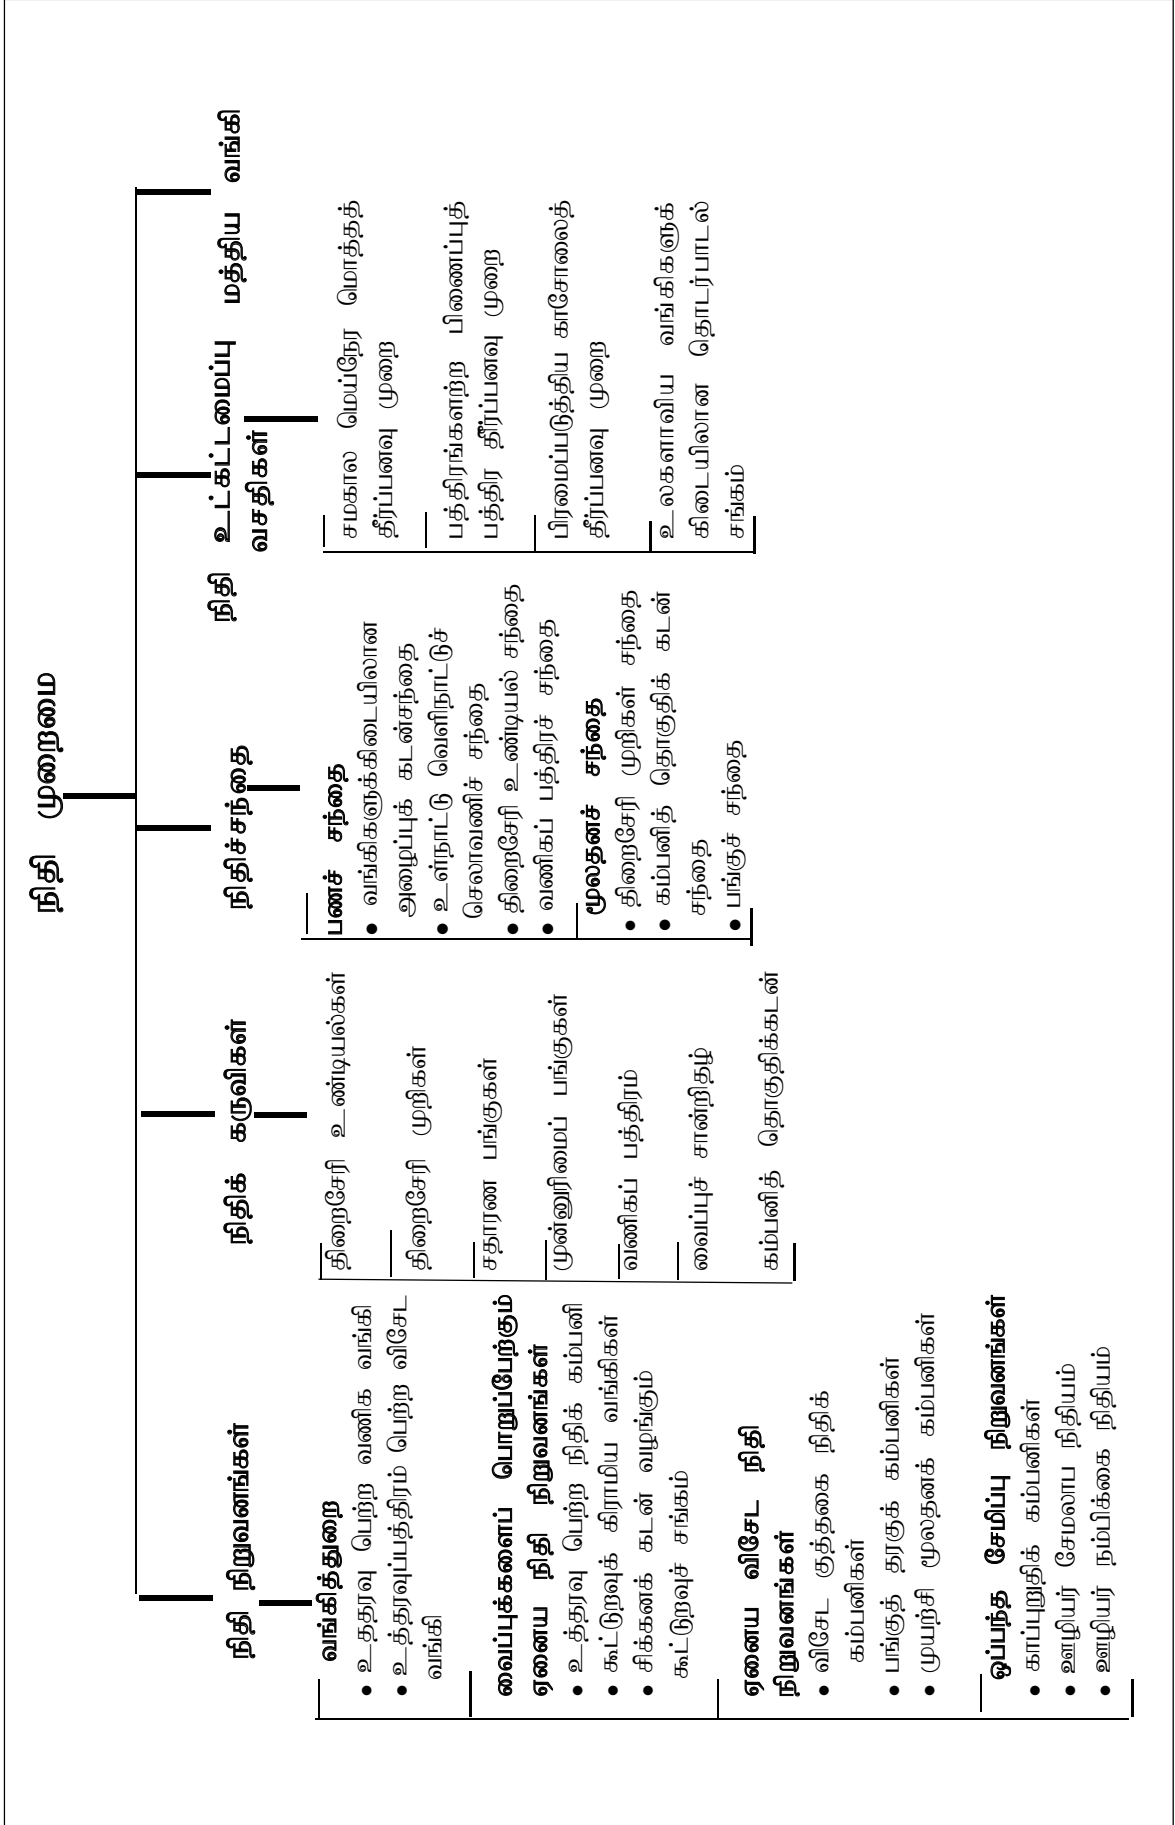 நிதி முறைமை
நிதி நிறுவனங்கள்
வங்கித்துறை
• உத்தரவு பெற்ற வணிக வங்கி
• உத்தரவுப்பத்திரம் பெற்ற விசேட
வங்கி
வைப்புக்களைப் பொறுப்பேற்கும்
ஏனைய நிதி நிறுவனங்கள்
• உத்தரவு பெற்ற நிதிக் கம்பனி
• கூட்டுறவுக் கிராமிய வங்கிகள்
• சிக்கனக் கடன் வழங்கும்
கூட்டுறவுச் சங்கம்
ஏனைய விசேட நிதி
நிறுவனங்கள்
• விசேட குத்தகை நிதிக்
கம்பனிகள்
• பங்குத் தரகுக் கம்பனிகள்
• முயற்சி மூலதனக் கம்பனிகள்
ஒப்பந்த சேமிப்பு நிறுவனங்கள்
• காப்புறுதிக் கம்பனிகள்
• ஊழியர் சேமலாப நிதியம்
• ஊழியர் நம்பிக்கை நிதியம்
நிதிக் கருவிகள்
திறைசேரி உண்டியல்கள்
திறைசேரி முறிகள்
சதாரண பங்குகள்
முன்னுரிமைப் பங்குகள்
வணிகப் பத்திரம்
வைப்புச் சான்றிதழ்
கம்பனித் தொகுதிக்கடன்
நிதிச்சந்தை
பணச் சந்தை
• வங்கிகளுக்கிடையிலான
அழைப்புக் கடன்சந்தை
• உள்நாட்டு வெளிநாட்டுச்
செலாவணிச் சந்தை
• திறைசேரி உண்டியல் சந்தை
• வணிகப் பத்திரச் சந்தை
மூலதனச் சந்தை
• திறைசேரி முறிகள் சந்தை
• கம்பனித் தொகுதிக் கடன்
சந்தை
• பங்குச் சந்தை
நிதி உட்கட்டமைப்பு
வசதிகள்
சமகால மெய்நேர மொத்தத்
தீர்ப்பனவு முறை
பத்திரங்களற்ற பிணைப்புத்
பத்திர தீர்ப்பனவு முறை
பிரமைப்படுத்திய காசோலைத்
தீர்ப்பனவு முறை
உலகளாவிய வங்கிகளுக்
கிடையிலான தொடர்பாடல்
சங்கம்
மத்திய வங்கி